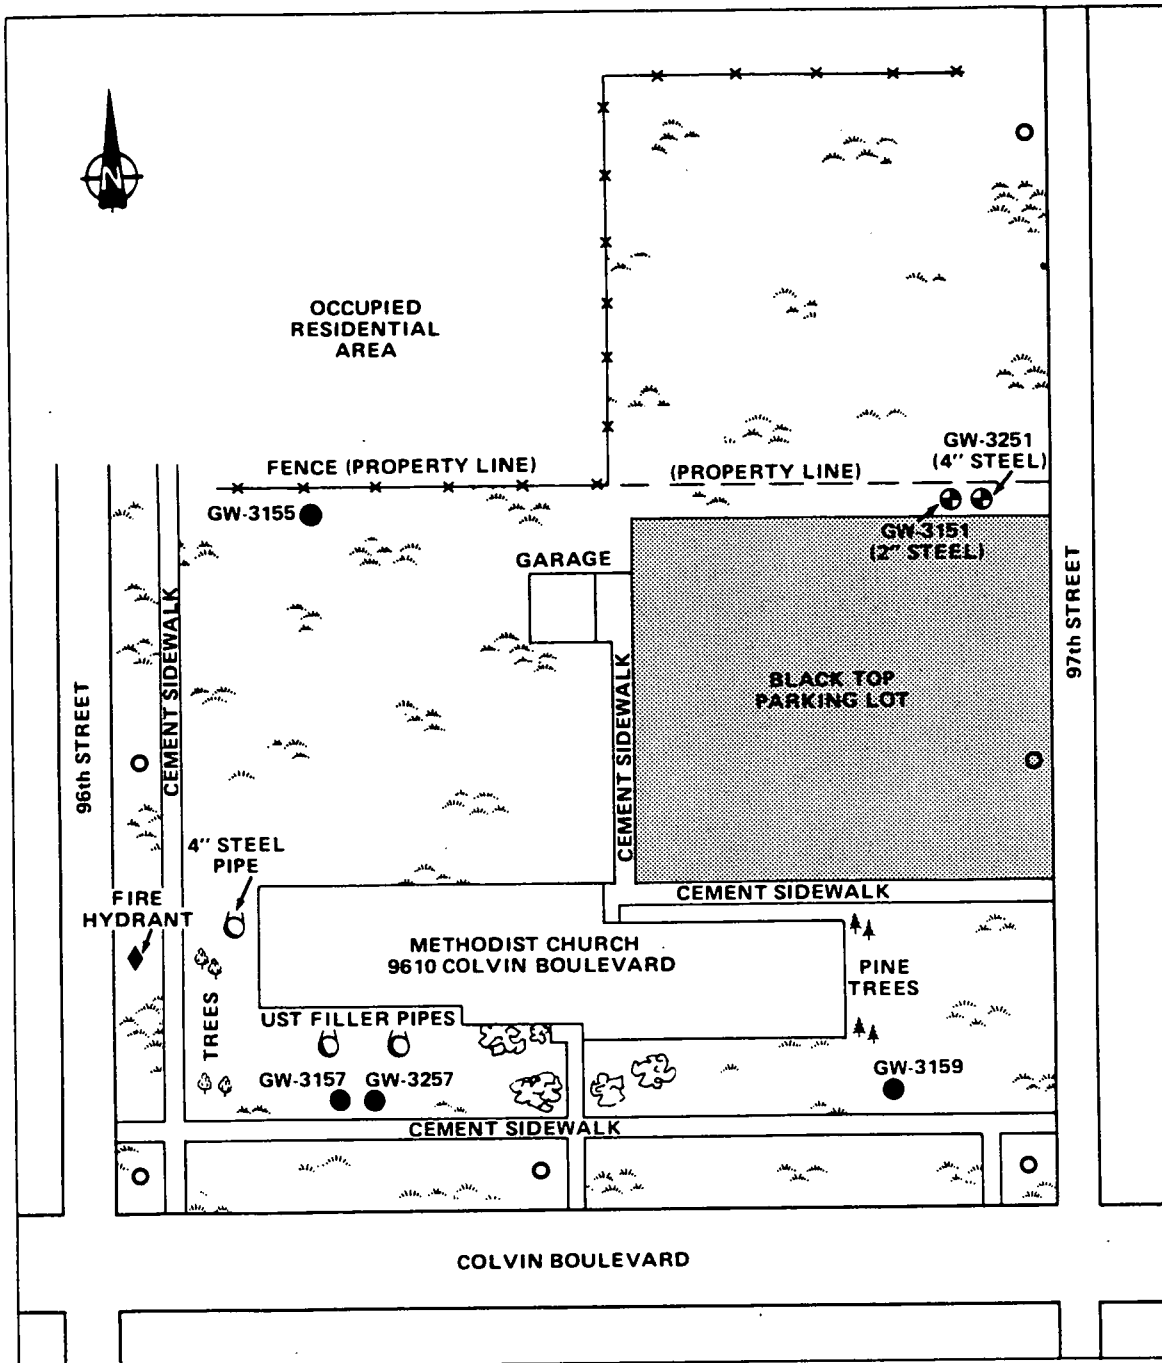 N
OCCUPIED
RESIDENTIAL
AREA
GW-3251
(4" STEEL)
FENCE (PROPERTY LINE)
(PROPERTY LINE)
GW-3155
GW-3151
(2" STEEL)
GARAGE
CEMENT SIDEWALK
97th STREET
BLACK TOP
PARKING LOT
CEMENT SIDEWALK
96th STREET
4" STEEL
PIPE
FIRE
HYDRANT
CEMENT SIDEWALK
METHODIST CHURCH
9610 COLVIN BOULEVARD
PINE
TREES
TREES
UST FILLER PIPES
GW-3157
GW-3257
GW-3159
CEMENT SIDEWALK
COLVIN BOULEVARD